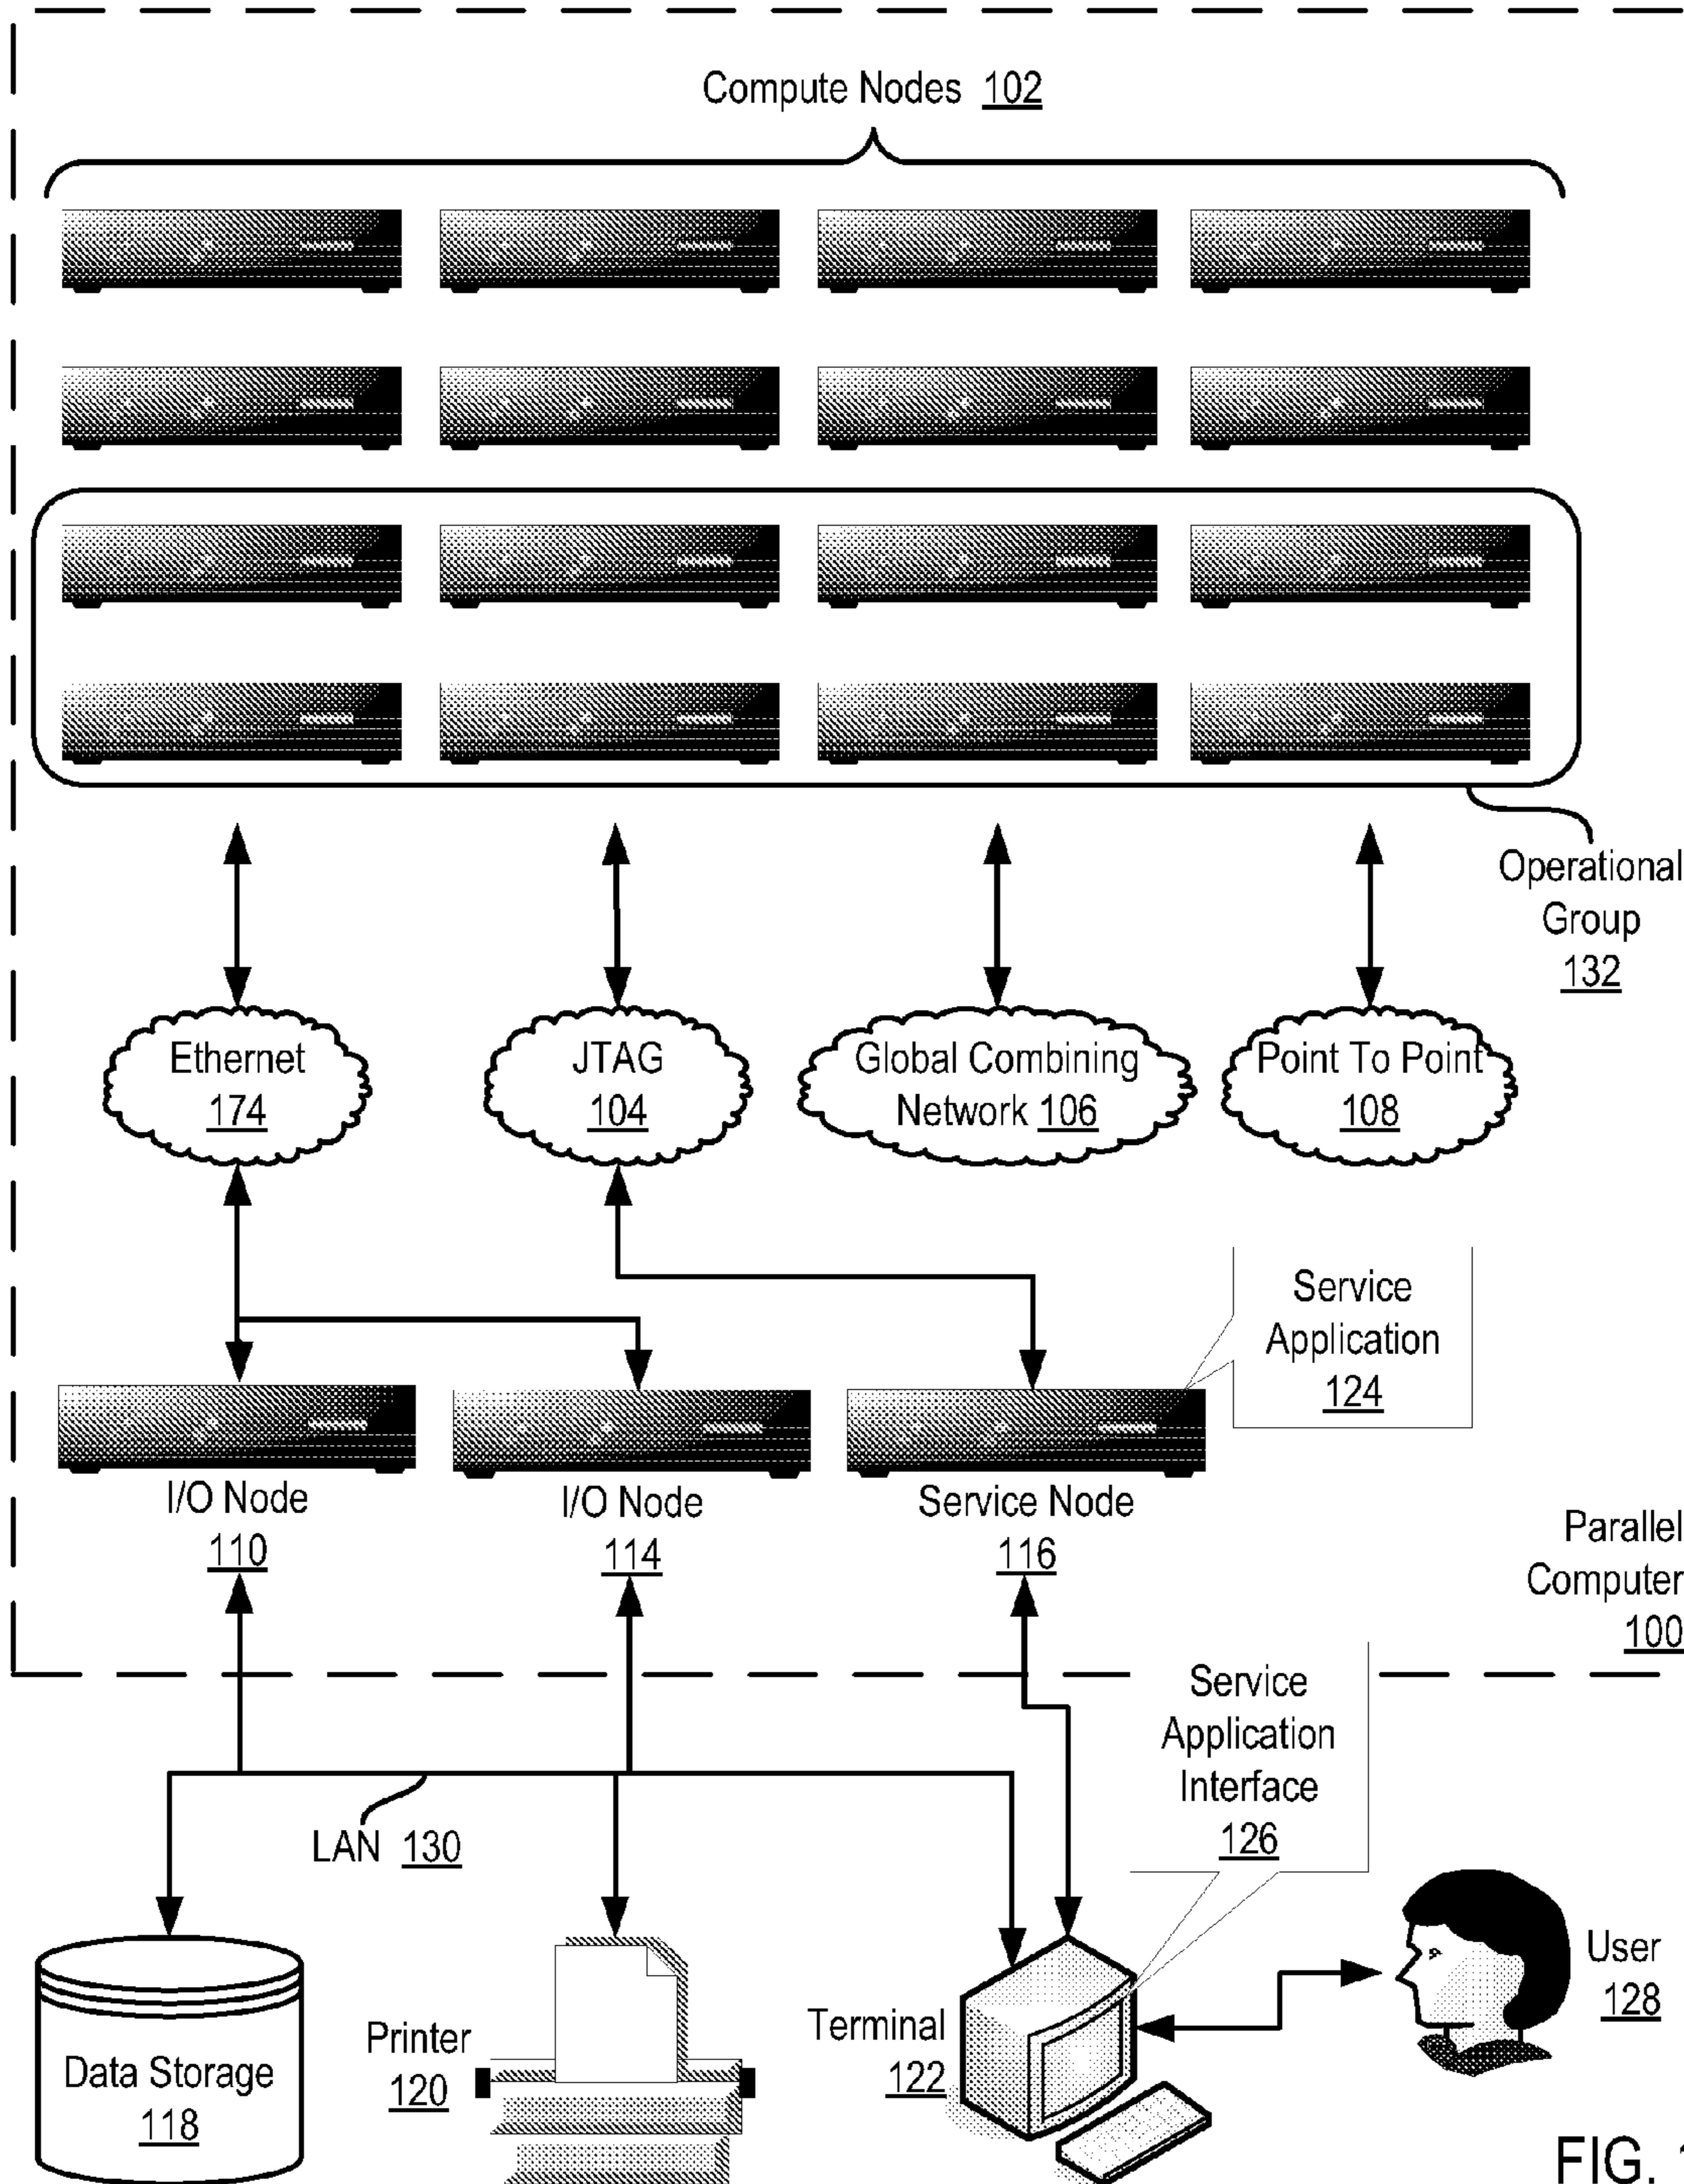 Compute Nodes 102
Operational
Group
132
Ethernet
174
JTAG
104
Global Combining
Network 106
Point To Point
108
Service
Application
124
I/O Node
110
I/O Node
114
Service Node
116
Parallel
Computer
100
Service
Application
Interface
126
LAN 130
Data Storage
118
Printer
120
Terminal
122
User
128
FIG.